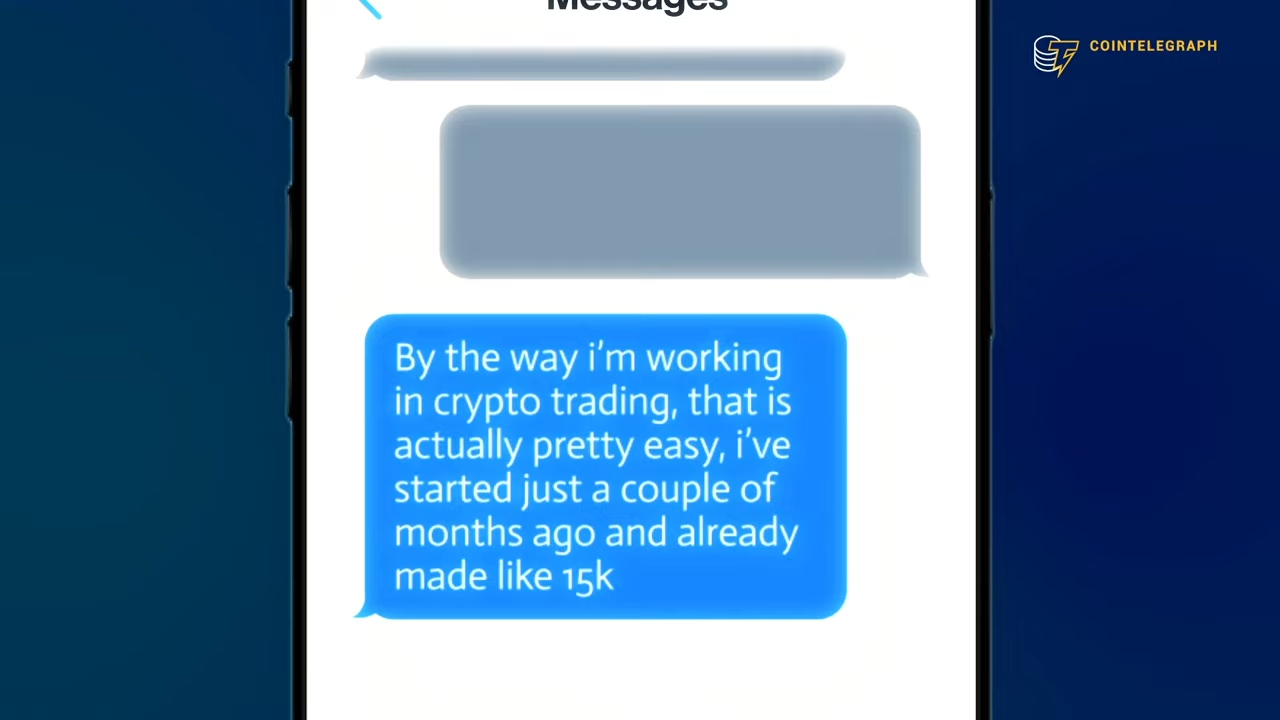 Messages
COINTELEGRAPH
By the way i'm working
in crypto trading, that is
actually pretty easy, i've
started just a couple of
months ago and already
made like 15k